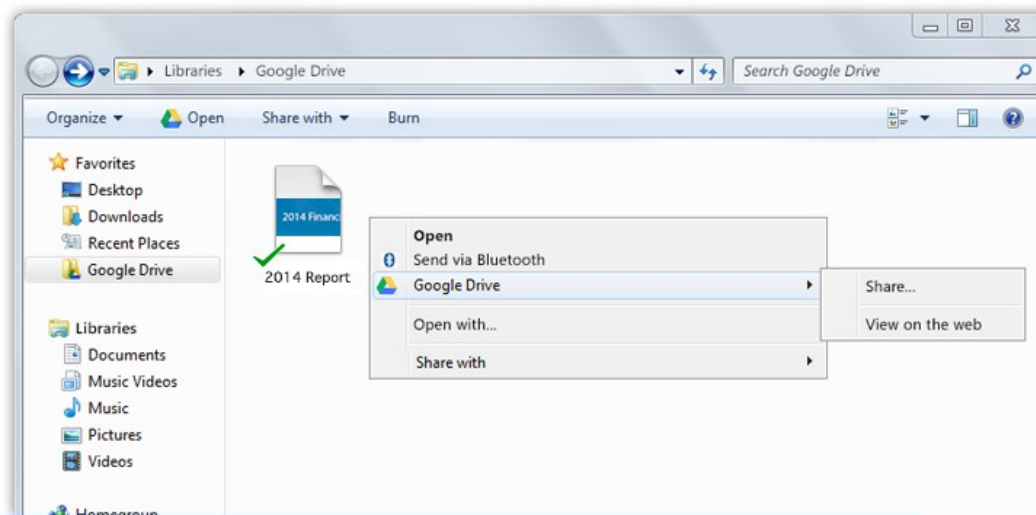 Libraries Google Drive
Search Google Drive
Organize Open Share with Burn
Favorites
Desktop
Downloads
Recent Places
Google Drive
Libraries
Documents
Music Videos
Music
Pictures
Videos
Homegroup
2014 Financ
2014 Report
Open
Send via Bluetooth
Google Drive
Open with...
Share with
Share...
View on the web